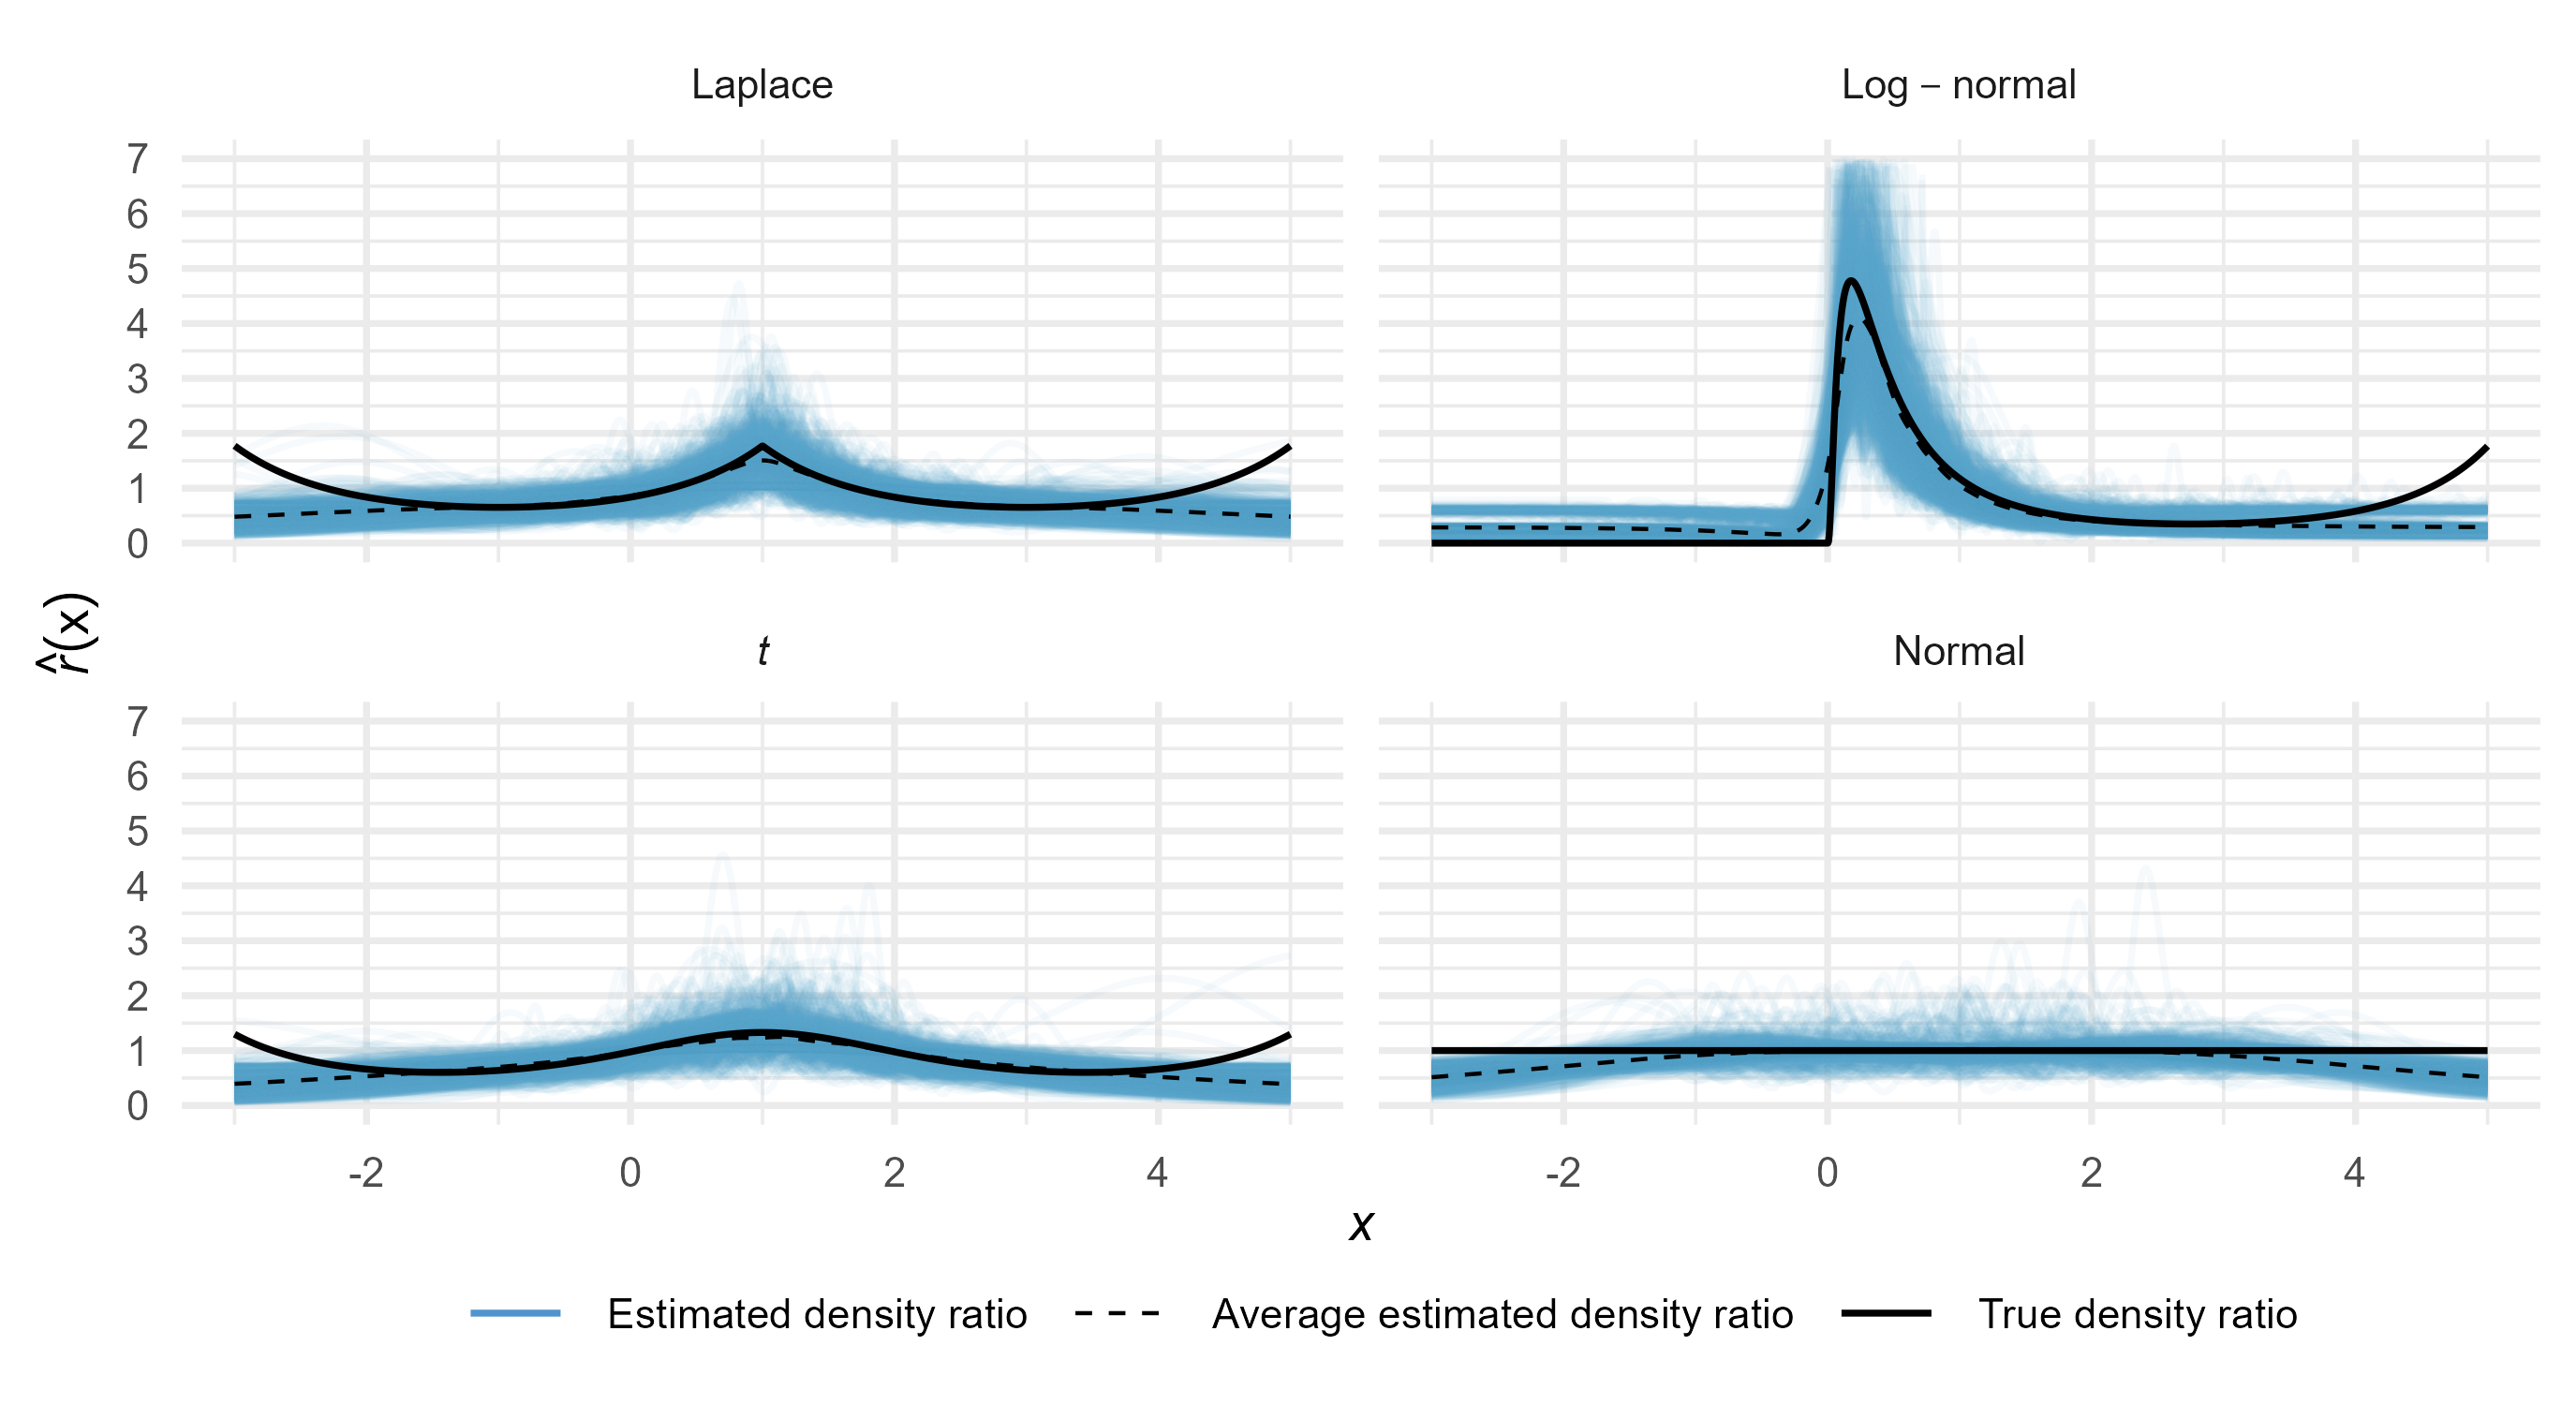 Laplace
Log – normal
7
6
5
4
3
2
1
0
r̂(x)
t
Normal
7
6
5
4
3
2
1
0
-2 0 2 4
-2 0 2 4
x
Estimated density ratio Average estimated density ratio True density ratio